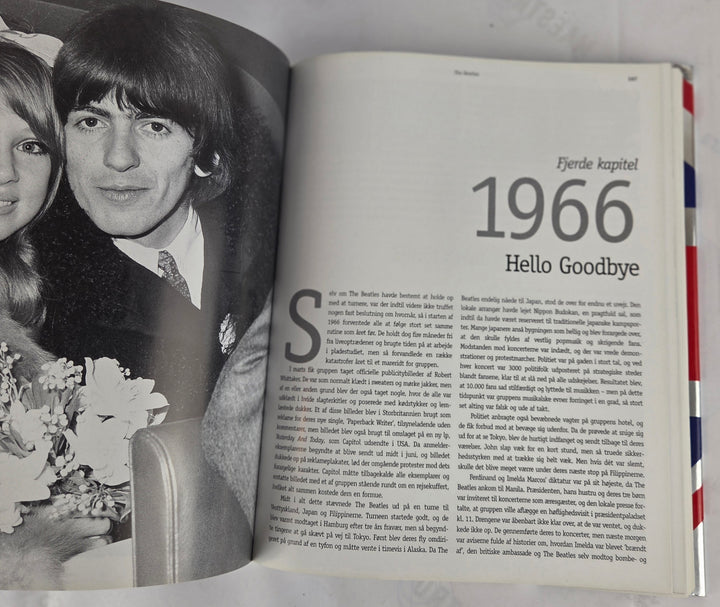 The Beatles
107
Fjerde kapitel
1966
Hello Goodbye
Selv om The Beatles havde bestemt at holde op
med at turnere, var der indtil videre ikke truffet
nogen fast beslutning om hvornår, så i starten af
1966 forventede alle at følge stort set samme
rutine som året før. De holdt dog fire måneder fri
fra liveoptrædener og brugte tiden på at arbejde
i pladestudiet, men så forvandlede en række
katastrofer året til et mareridt for gruppen.
I marts fik gruppen taget officielle publicitybilleder af Robert
Whittaker. De var som normalt klædt i sweatre og mørke jakker, men
af en eller anden grund blev der også taget nogle, hvor de alle var
udklædt i hvide slagterkitler og poserede med kødstykker og lem-
læstede dukker. Et af disse billeder blev i Storbritannien brugt som
reklame for deres nye single, 'Paperback Writer', tilsyneladende uden
kommentarer, men billedet blev også brugt til omslaget på en ny lp,
Yesterday And Today, som Capitol udsendte i USA. Da anmelder-
eksemplarerne begyndte at blive sendt ud midt i juni, og billedet
dukkede op på reklameplakater, lød der omgående protester mod dets
smagløse karakter. Capitol måtte tilbagekalde alle eksemplarer og
erstatte billedet med et af gruppen stående rundt om en rejsekuffert,
hvilket alt sammen kostede dem en formue.
Midt i alt dette stævnede The Beatles ud på en turne til
Vesttyskland, Japan og Filippinerne. Turneen startede godt, og de
blev varmt modtaget i Hamburg efter tre års fravær, men så begynd-
te tingene at gå skævt på vej til Tokyo. Først blev deres fly omdiri-
geret på grund af en tyfon og måtte vente i timevis i Alaska. Da The
Beatles endelig nåede til Japan, stod de over for endnu et uvejr. Den
lokale arrangør havde lejet Nippon Budokan, en pragtfuld sal, som
indtil da havde været reserveret til traditionelle japanske kampspor-
ter. Mange japanere anså bygningen som hellig og blev forargede over,
at den skulle fyldes af vestlig popmusik og skrigende fans.
Modstanden mod koncerterne var indædt, og der var vrede demon-
strationer og protestmarcher. Politiet var på gaden i stort tal, og ved
hver koncert var 3000 politifolk udpeget på strategiske steder
blandt fansene, klar til at slå ned på alle udskejelser. Resultatet blev,
at 10.000 fans ad stilfærdigt og lyttede til musikken – men på dette
tidspunkt var gruppens musikalske evner forringet i en grad, så stort
set alting var falsk og ude af takt.
Politiet anbragte også bevæbnede vagter på gruppens hotel, og
de fik forbud mod at bevæge sig udenfor. Da de prøvede at snige sig
ud for at se Tokyo, blev de hurtigt indfanget og sendt tilbage til deres
værelser. John slap væk for en kort stund, men så truede sikker-
hedsstyrken med at trække sig helt væk. Men hvis dét var slemt,
skulle det blive meget værre under deres næste stop på Filippinerne.
Ferdinand og Imelda Marcos' diktatur var på sit højeste, da The
Beatles ankom til Manila. Præsidenten, hans hustru og deres tre børn
var inviteret til koncerterne som æresgæster, og den lokale presse for-
talte, at gruppen ville aflægge en høflighedsvisit i præsidentpaladset
kl. 11. Drengene var åbenbart ikke klar over, at de var ventet, og duk-
kede ikke op. De gennemførte deres to koncerter, men næste morgen
var aviserne fulde af historier om, hvordan Imelda var blevet 'brændt
af', den britiske ambassade og The Beatles selv modtog bombe- og